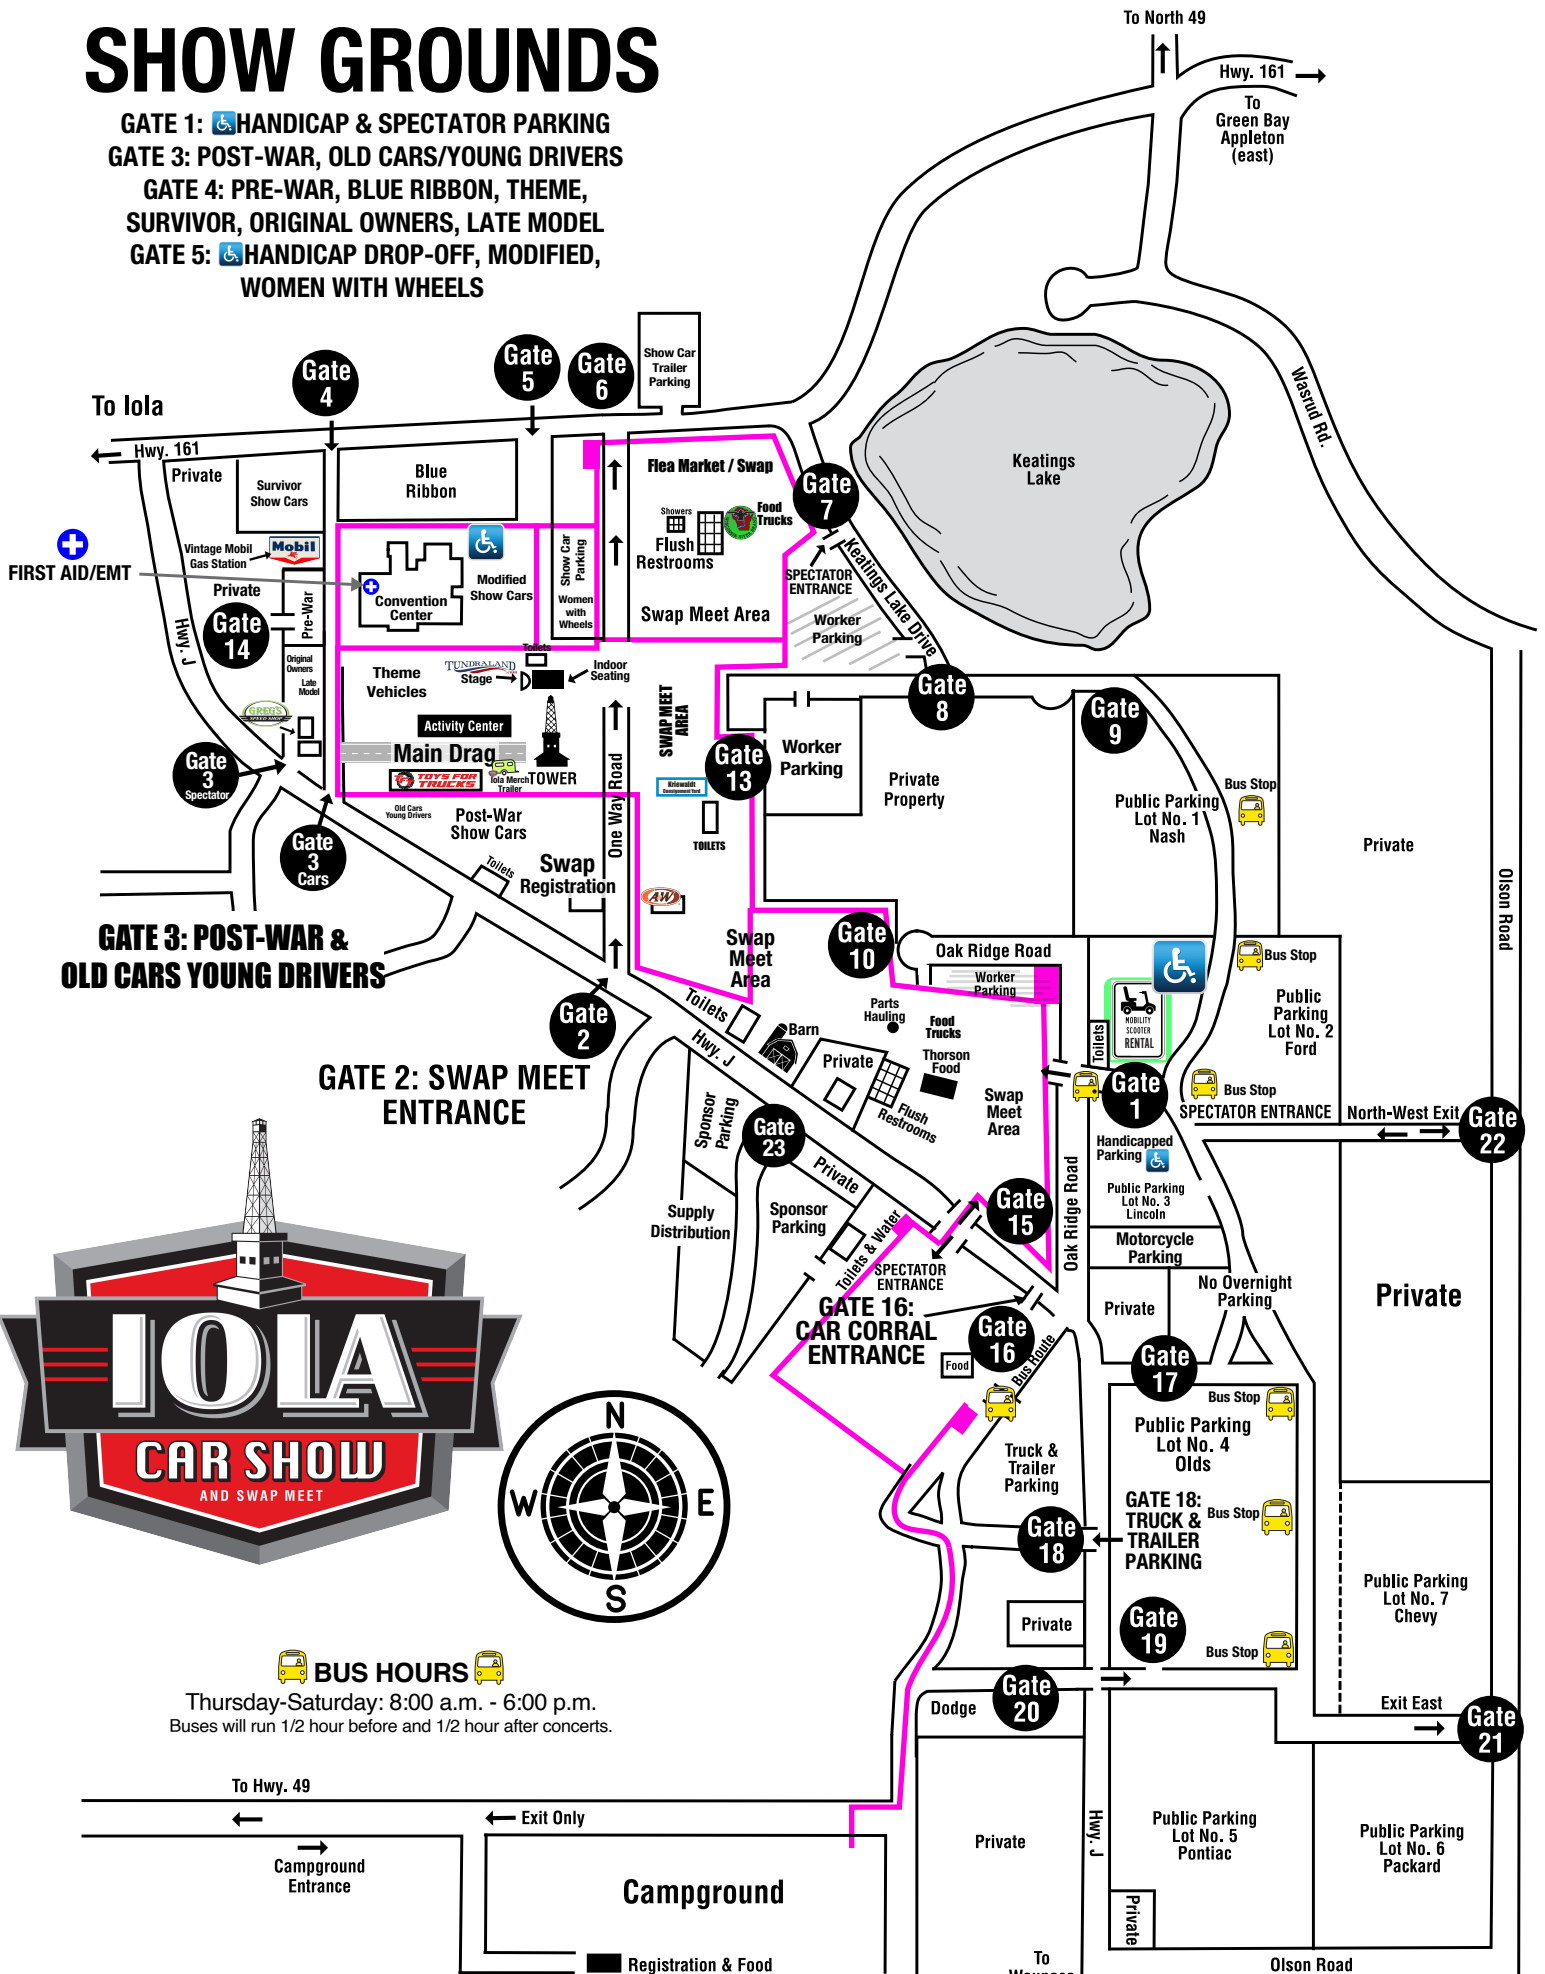 SHOW GROUNDS
GATE 1: HANDICAP & SPECTATOR PARKING
GATE 3: POST-WAR, OLD CARS/YOUNG DRIVERS
GATE 4: PRE-WAR, BLUE RIBBON, THEME,
SURVIVOR, ORIGINAL OWNERS, LATE MODEL
GATE 5: HANDICAP DROP-OFF, MODIFIED,
WOMEN WITH WHEELS
To North 49
Hwy. 161
To
Green Bay
Appleton
(east)
Wasrud Rd.
Keatings
Lake
Show Car
Trailer
Parking
Gate
4
Gate
5
Gate
6
To Iola
Hwy. 161
Private
Survivor
Show Cars
Blue
Ribbon
Flea Market / Swap
Showers
Flush
Restrooms
Food
Trucks
Gate
7
SPECTATOR
ENTRANCE
Keatings Lake Drive
FIRST AID/EMT
Vintage Mobil
Gas Station
Mobil
Private
Gate
14
Hwy. J
Pre-War
Convention
Center
Modified
Show Cars
Show Car
Parking
Women
with
Wheels
Swap Meet Area
Worker
Parking
Original
Owners
Late
Model
GREG'S
SPEED SHOP
Theme
Vehicles
TUNDRALAND
Stage
Toilets
Indoor
Seating
Activity Center
Main Drag
TOYS FOR
TRUCKS
Iola Merch
Trailer
TOWER
One Way Road
SWAP MEET
AREA
Kriewaldt
Consignment Yard
TOILETS
Gate
13
Worker
Parking
Private
Property
Gate
8
Gate
9
Public Parking
Lot No. 1
Nash
Bus Stop
Private
Olson Road
Gate
3
Spectator
Gate
3
Cars
Old Cars
Young Drivers
Post-War
Show Cars
Toilets
Swap
Registration
A&W
GATE 3: POST-WAR &
OLD CARS YOUNG DRIVERS
Gate
2
GATE 2: SWAP MEET
ENTRANCE
Swap
Meet
Area
Gate
10
Oak Ridge Road
Worker
Parking
Bus Stop
Public
Parking
Lot No. 2
Ford
MOBILITY
SCOOTER
RENTAL
Toilets
Toilets
Hwy. J
Barn
Parts
Hauling
Food
Trucks
Thorson
Food
Private
Flush
Restrooms
Swap
Meet
Area
Gate
1
Bus Stop
SPECTATOR ENTRANCE
North-West Exit
Gate
22
Handicapped
Parking
Public Parking
Lot No. 3
Lincoln
Motorcycle
Parking
Oak Ridge Road
Sponsor
Parking
Gate
23
Private
Supply
Distribution
Sponsor
Parking
Toilets & Water
SPECTATOR
ENTRANCE
Gate
15
GATE 16:
CAR CORRAL
ENTRANCE
Gate
16
Food
Bus Route
Private
No Overnight
Parking
Private
Gate
17
Public Parking
Lot No. 4
Olds
Bus Stop
Truck &
Trailer
Parking
GATE 18:
TRUCK &
TRAILER
PARKING
Bus Stop
Gate
18
Private
Gate
19
Bus Stop
Public Parking
Lot No. 7
Chevy
Dodge
Gate
20
Exit East
Gate
21
IOLA
CAR SHOW
AND SWAP MEET
N
W
E
S
BUS HOURS
Thursday-Saturday: 8:00 a.m. - 6:00 p.m.
Buses will run 1/2 hour before and 1/2 hour after concerts.
To Hwy. 49
Exit Only
Campground
Entrance
Campground
Registration & Food
Private
Hwy. J
Public Parking
Lot No. 5
Pontiac
Public Parking
Lot No. 6
Packard
Private
To
Olson Road